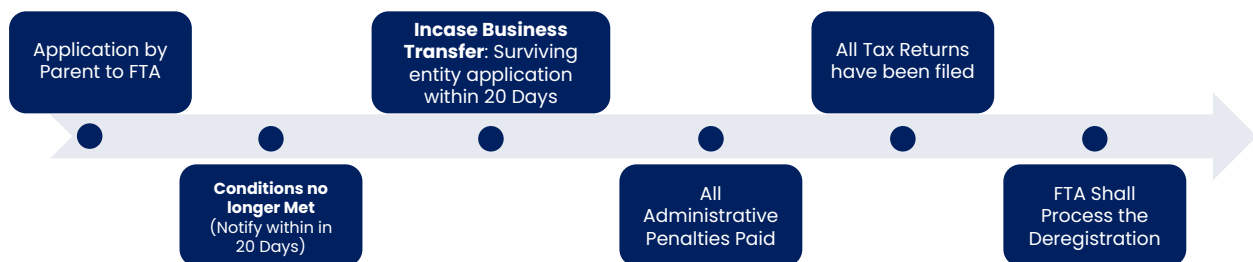 Application by
Parent to FTA
Conditions no
longer Met
(Notify within in
20 Days)
Incase Business
Transfer: Surviving
entity application
within 20 Days
All
Administrative
Penalties Paid
All Tax Returns
have been filed
FTA Shall
Process the
Deregistration